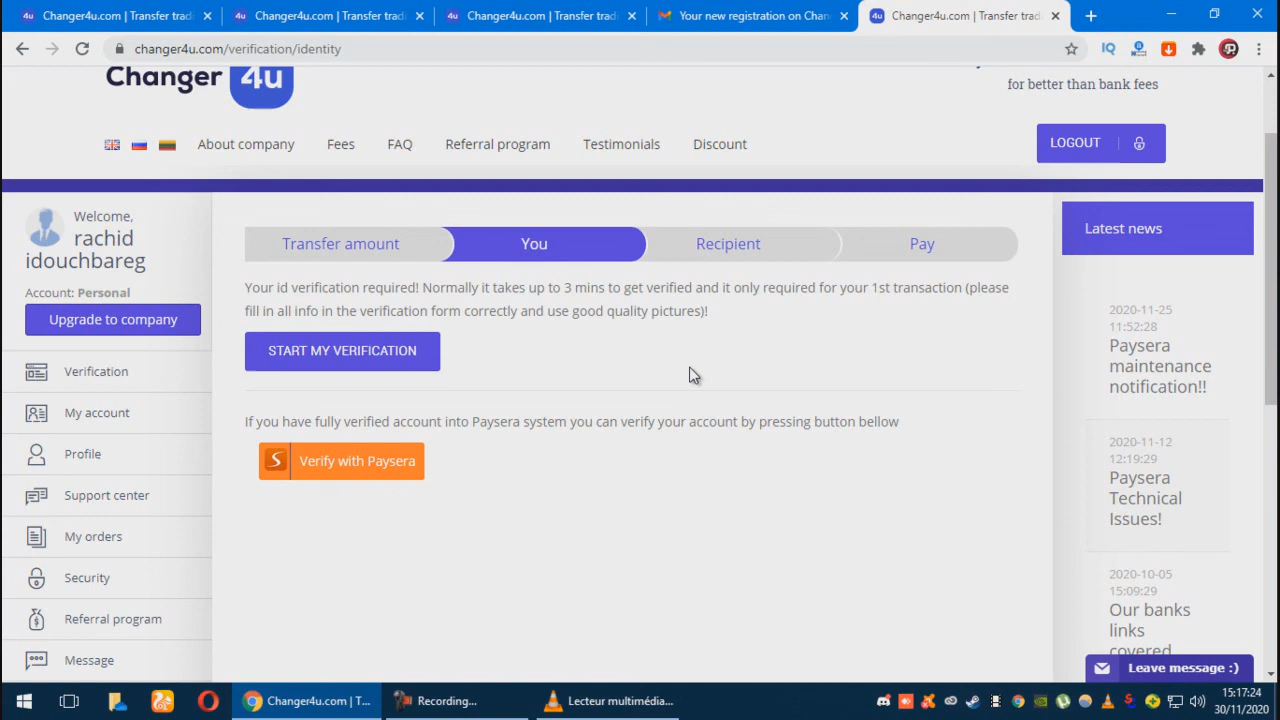 Changer4u.com | Transfer tradi
Changer4u.com | Transfer tradi
Changer4u.com | Transfer tradi
Your new registration on Chan
Changer4u.com | Transfer trad
changer4u.com/verification/identity
IQ
Changer 4u
for better than bank fees
About company
Fees
FAQ
Referral program
Testimonials
Discount
LOGOUT
Welcome,
rachid
idouchbareg
Account: Personal
Upgrade to company
Verification
My account
Profile
Support center
My orders
Security
Referral program
Message
Transfer amount
You
Recipient
Pay
Your id verification required! Normally it takes up to 3 mins to get verified and it only required for your 1st transaction (please
fill in all info in the verification form correctly and use good quality pictures)!
START MY VERIFICATION
If you have fully verified account into Paysera system you can verify your account by pressing button bellow
Verify with Paysera
Latest news
2020-11-25
11:52:28
Paysera
maintenance
notification!!
2020-11-12
12:19:29
Paysera
Technical
Issues!
2020-10-05
15:09:29
Our banks
links
covered
Leave message :)
Changer4u.com | T...
Recording...
Lecteur multimédia...
15:17:24
30/11/2020